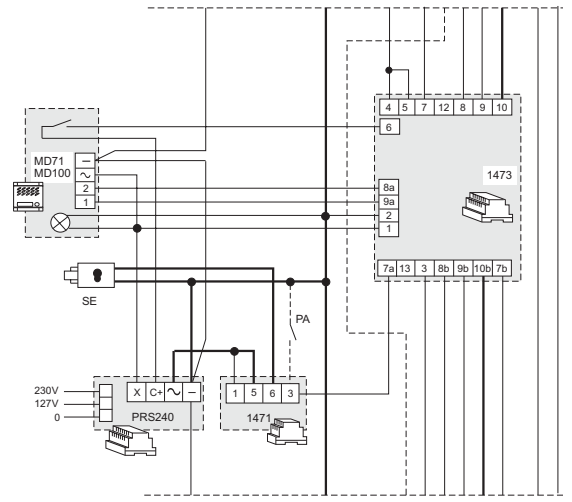 4 5 7 12 8 9 10
6
MD71
MD100
–
~
2
1
1473
8a
9a
2
1
7a 13 3 8b 9b 10b 7b
SE
PA
230V
127V
0
X C+ ~ –
PRS240
1 5 6 3
1471